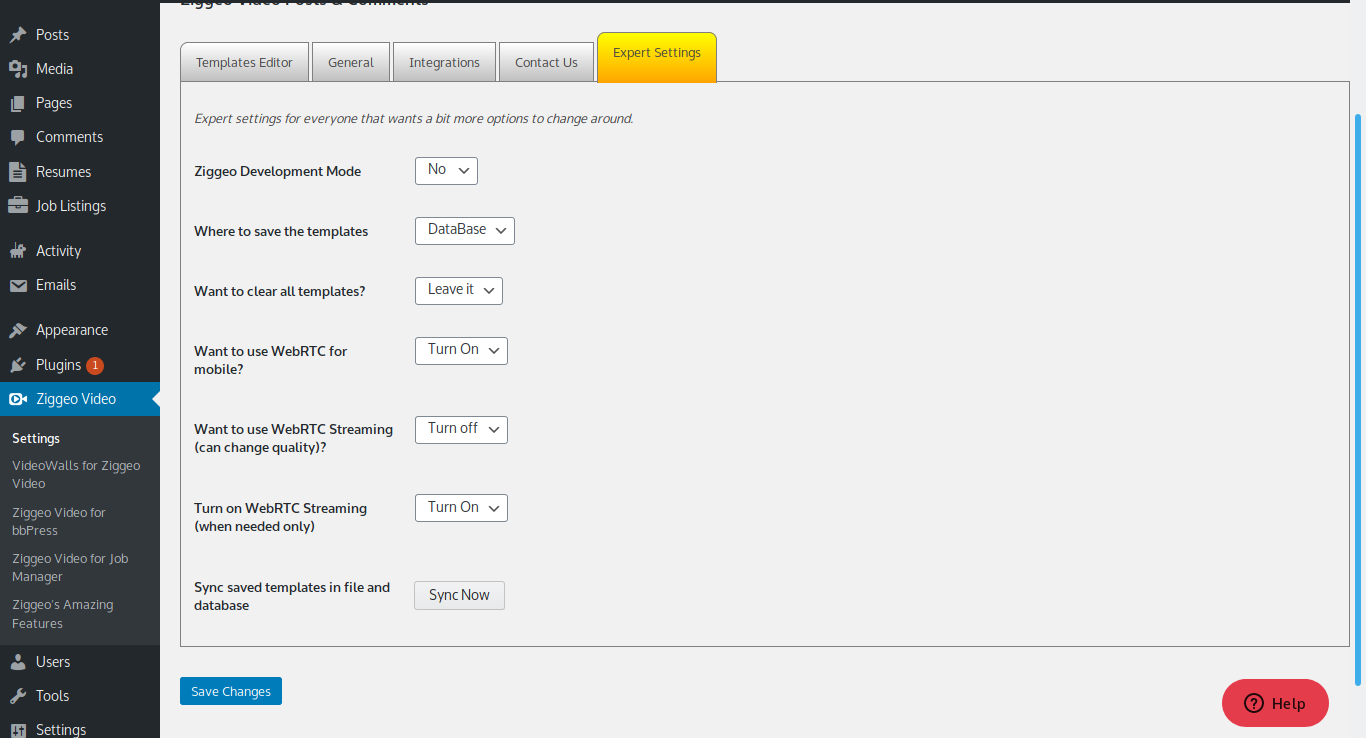 Ziggeo Video Posts & Comments
Posts
Media
Pages
Comments
Resumes
Job Listings
Activity
Emails
Appearance
Plugins 1
Ziggeo Video
Settings
VideoWalls for Ziggeo
Video
Ziggeo Video for
bbPress
Ziggeo Video for Job
Manager
Ziggeo's Amazing
Features
Users
Tools
Settings
Templates Editor General Integrations Contact Us Expert Settings
Expert settings for everyone that wants a bit more options to change around.
Ziggeo Development Mode No
Where to save the templates DataBase
Want to clear all templates? Leave it
Want to use WebRTC for Turn On
mobile?
Want to use WebRTC Streaming Turn off
(can change quality)?
Turn on WebRTC Streaming Turn On
(when needed only)
Sync saved templates in file and Sync Now
database
Save Changes
Help